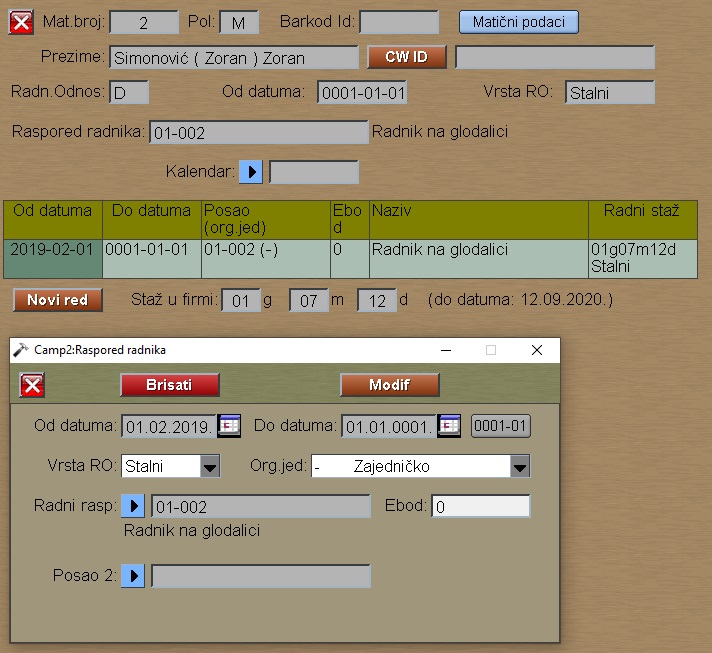 Mat.broj: 2 Pol: M Barkod Id: Matični podaci
Prezime: Simonović ( Zoran ) Zoran CW ID
Radn.Odnos: D Od datuma: 0001-01-01 Vrsta RO: Stalni
Raspored radnika: 01-002 Radnik na glodalici
Kalendar:
Od datuma Do datuma Posao (org.jed) Ebo d Naziv Radni staž
2019-02-01 0001-01-01 01-002 (-) 0 Radnik na glodalici 01g07m12d
Stalni
Novi red Staž u firmi: 01 g 07 m 12 d (do datuma: 12.09.2020.)
Camp2:Raspored radnika
Brisati Modif
Od datuma: 01.02.2019. Do datuma: 01.01.0001. 0001-01
Vrsta RO: Stalni Org.jed: - Zajedničko
Radni rasp: 01-002 Ebod: 0
Radnik na glodalici
Posao 2: